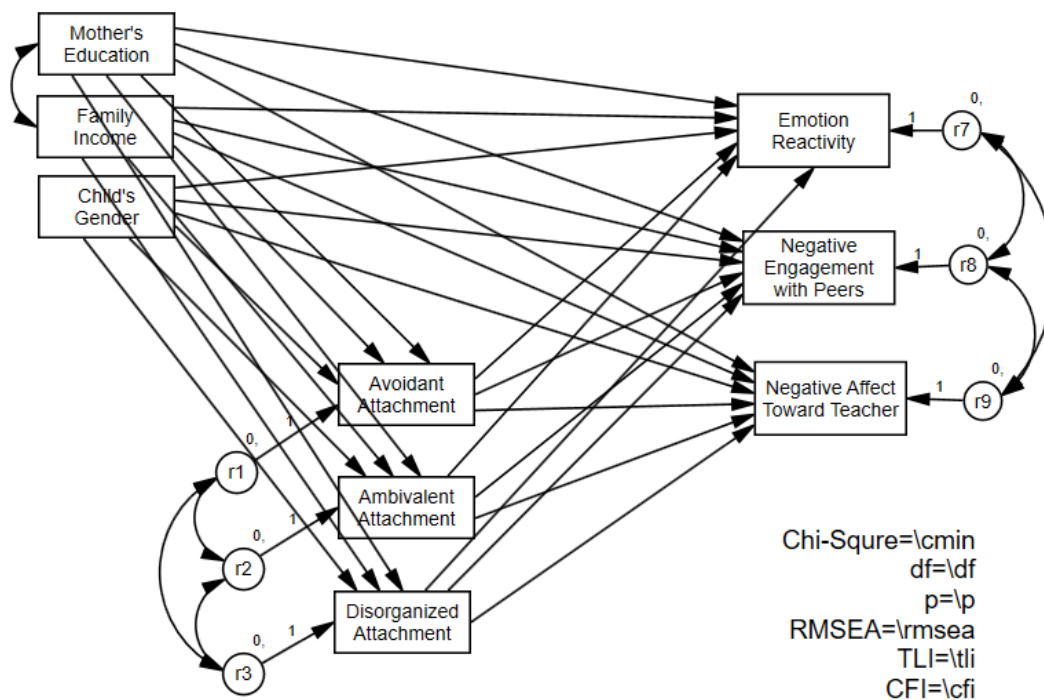 Mother's
Education
Family
Income
Child's
Gender
Emotion
Reactivity
1
0,
r7
Negative
Engagement
with Peers
1
0,
r8
Negative Affect
Toward Teacher
1
0,
r9
Avoidant
Attachment
0,
1
r1
Ambivalent
Attachment
0,
1
r2
Disorganized
Attachment
0,
1
r3
Chi-Squre=\cmin
df=\df
p=\p
RMSEA=\rmsea
TLI=\tli
CFI=\cfi